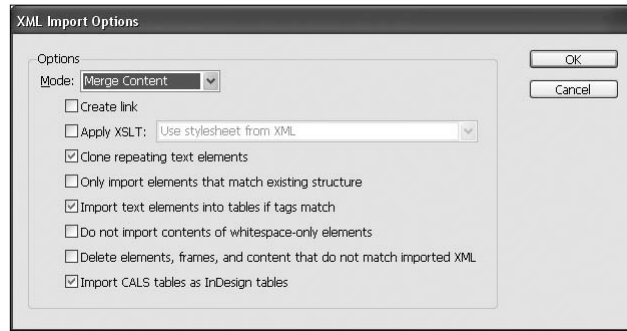 XML Import Options
Options
OK
Mode: Merge Content
Cancel
Create link
Apply XSLT: Use stylesheet from XML
Clone repeating text elements
Only import elements that match existing structure
Import text elements into tables if tags match
Do not import contents of whitespace-only elements
Delete elements, frames, and content that do not match imported XML
Import CALS tables as InDesign tables